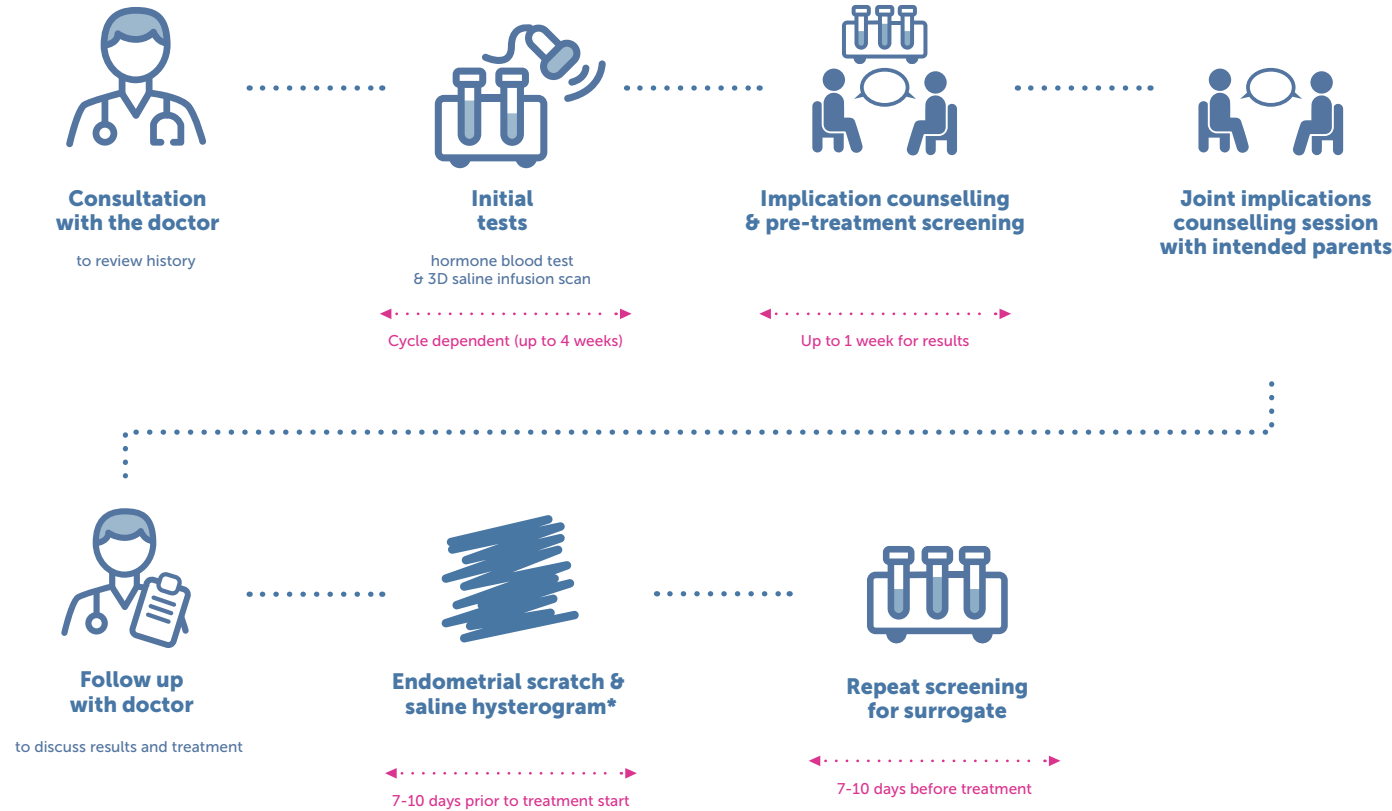 Consultation
with the doctor
to review history
Initial
tests
hormone blood test
& 3D saline infusion scan
Cycle dependent (up to 4 weeks)
Implication counselling
& pre-treatment screening
Up to 1 week for results
Joint implications
counselling session
with intended parents
Follow up
with doctor
to discuss results and treatment
Endometrial scratch &
saline hysterogram*
7-10 days prior to treatment start
Repeat screening
for surrogate
7-10 days before treatment